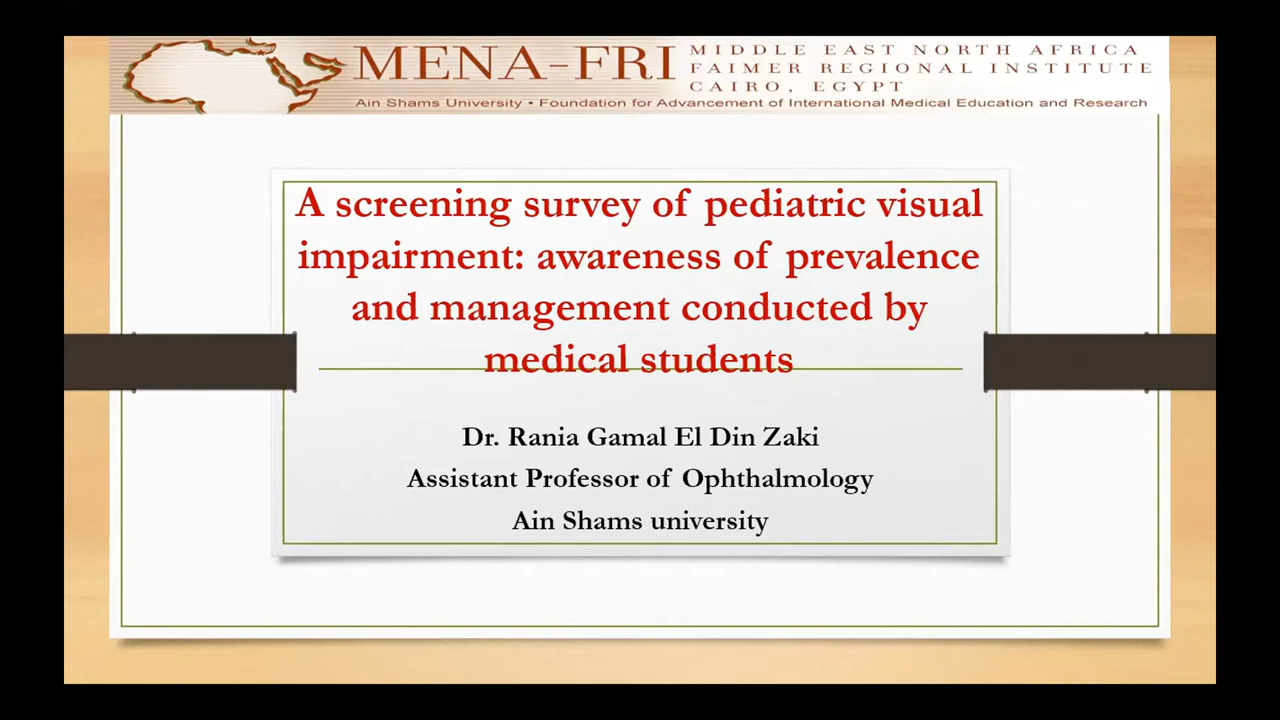 MENA-FRI
MIDDLE EAST NORTH AFRICA
FAIMER REGIONAL INSTITUTE
CAIRO, EGYPT
Ain Shams University • Foundation for Advancement of International Medical Education and Research
A screening survey of pediatric visual
impairment: awareness of prevalence
and management conducted by
medical students
Dr. Rania Gamal El Din Zaki
Assistant Professor of Ophthalmology
Ain Shams university